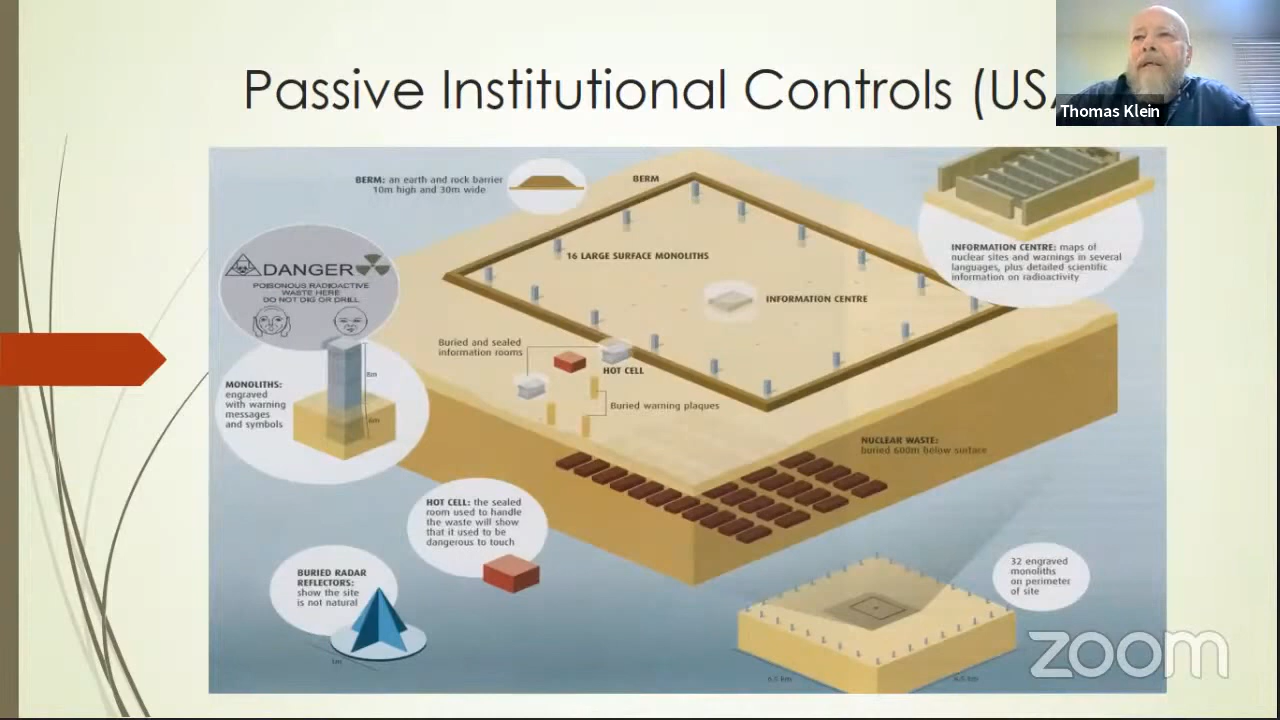 Passive Institutional Controls (USA
Thomas Klein
BERM: an earth and rock barrier
10m high and 30m wide
BERM
16 LARGE SURFACE MONOLITHS
INFORMATION CENTRE
INFORMATION CENTRE: maps of
nuclear sites and warnings in several
languages, plus detailed scientific
information on radioactivity
DANGER
POISONOUS RADIOACTIVE
WASTE HERE
DO NOT DIG OR DRILL
MONOLITHS:
engraved
with warning
messages
and symbols
8m
Buried and sealed
information rooms
HOT CELL
Buried warning plaques
NUCLEAR WASTE:
buried 600m below surface
HOT CELL: the sealed
room used to handle
the waste will show
that it used to be
dangerous to touch
BURIED RADAR
REFLECTORS:
show the site
is not natural
1m
32 engraved
monoliths
on perimeter
of site
zoom